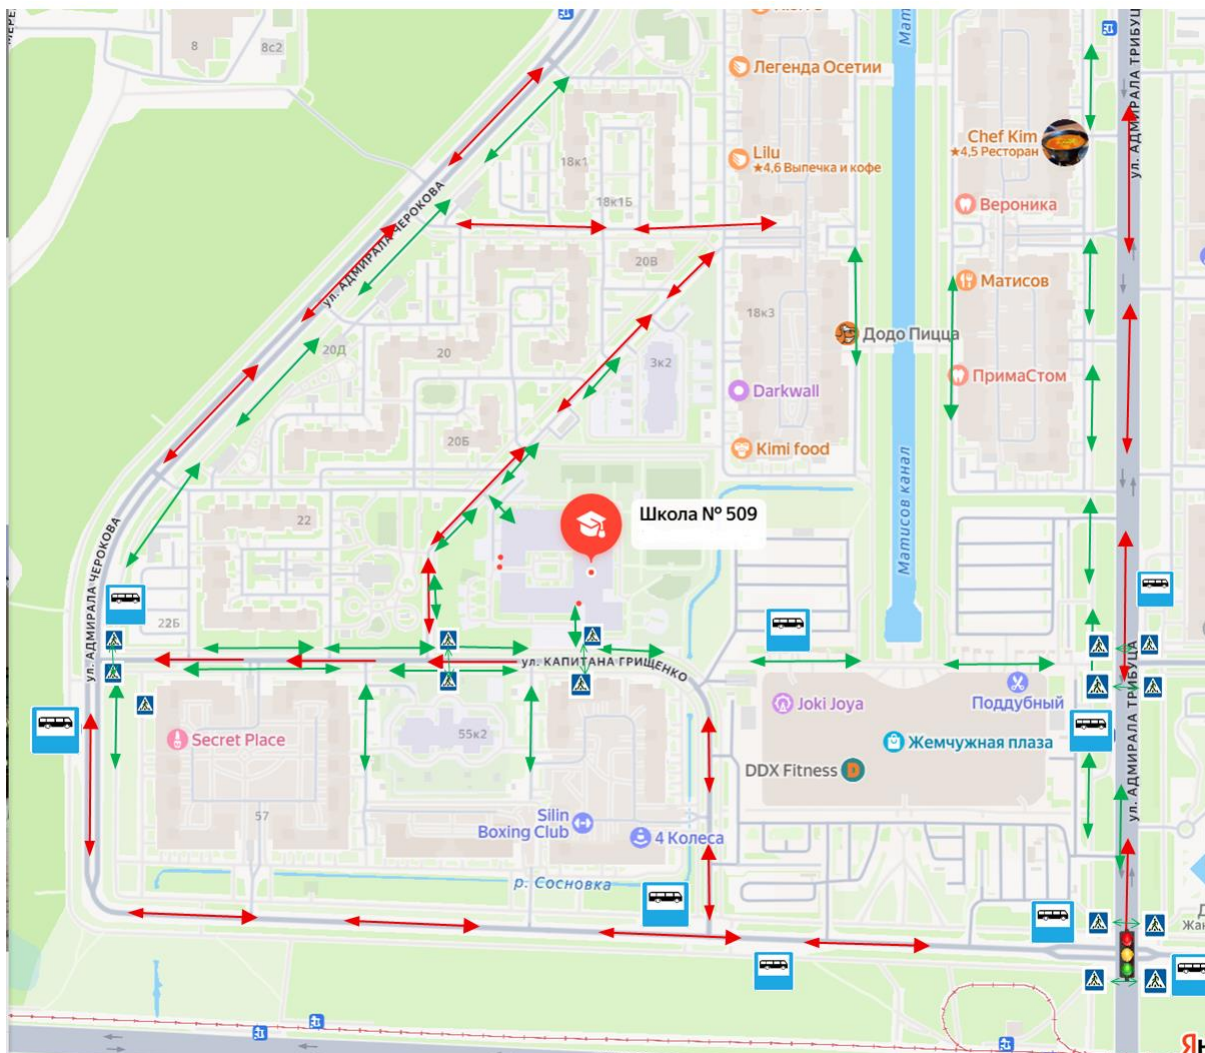 8
8с2
ул. АДМИРАЛА ТРИБУЦА
Легенда Осетии
Chef Kim
★4,5 Ресторан
18к1
Lilu
★4,6 Выпечка и кофе
18к1Б
Вероника
ул. АДМИРАЛА ЧЕРОКОВА
20В
Матисов
18к3
Додо Пицца
20Д
20
3к2
Darkwall
ПримаСтом
20Б
Kimi food
Матисов канал
22
Школа № 509
ул. АДМИРАЛА ЧЕРОКОВА
22Б
ул. КАПИТАНА ГРИЩЕНКО
ул. АДМИРАЛА ТРИБУЦА
Joki Joya
Поддубный
Secret Place
55к2
Жемчужная плаза
DDX Fitness
57
Silin
Boxing Club
4 Колеса
р. Сосновка